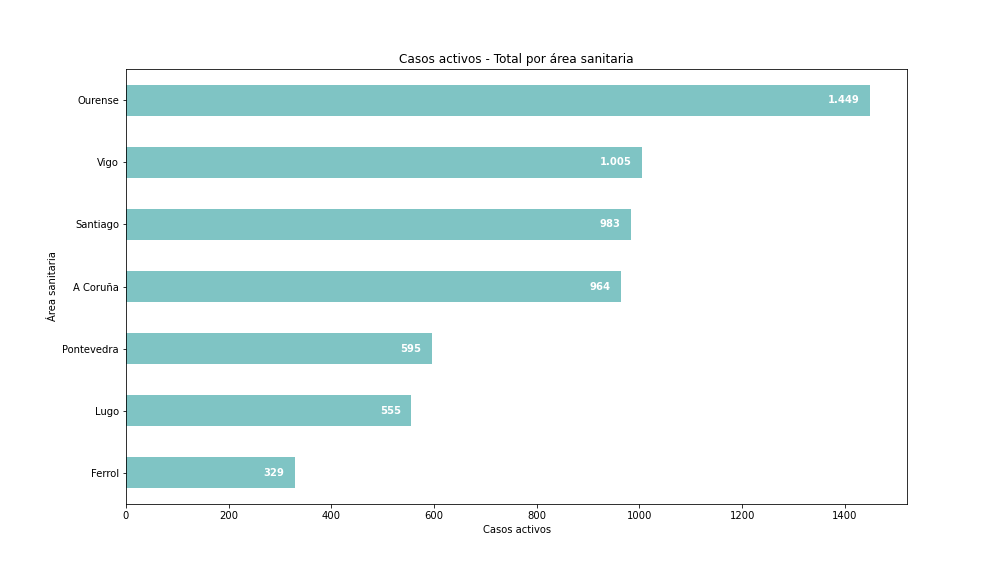 Casos activos - Total por área sanitaria
Ourense
1.449
Vigo
1.005
Santiago
983
A Coruña
964
Pontevedra
595
Lugo
555
Ferrol
329
Área sanitaria
0 200 400 600 800 1000 1200 1400
Casos activos